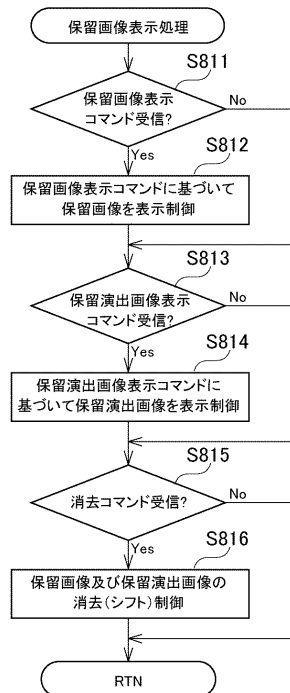 保留画像表示処理
S811
保留画像表示
コマンド受信?
No
Yes
S812
保留画像表示コマンドに基づいて
保留画像を表示制御
S813
保留演出画像表示
コマンド受信?
No
Yes
S814
保留演出画像表示コマンドに
基づいて保留演出画像を表示制御
S815
消去コマンド受信?
No
Yes
S816
保留画像及び保留演出画像の
消去(シフト)制御
RTN